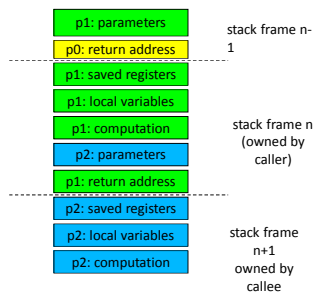 p1: parameters
stack frame n-
1
p0: return address
p1: saved registers
p1: local variables
p1: computation
stack frame n
(owned by
caller)
p2: parameters
p1: return address
p2: saved registers
p2: local variables
stack frame
n+1
owned by
callee
p2: computation